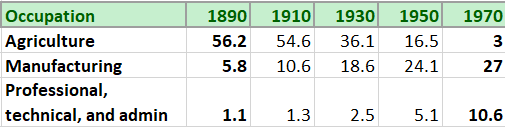 Occupation 1890 1910 1930 1950 1970
Agriculture 56.2 54.6 36.1 16.5 3
Manufacturing 5.8 10.6 18.6 24.1 27
Professional,
technical, and admin 1.1 1.3 2.5 5.1 10.6